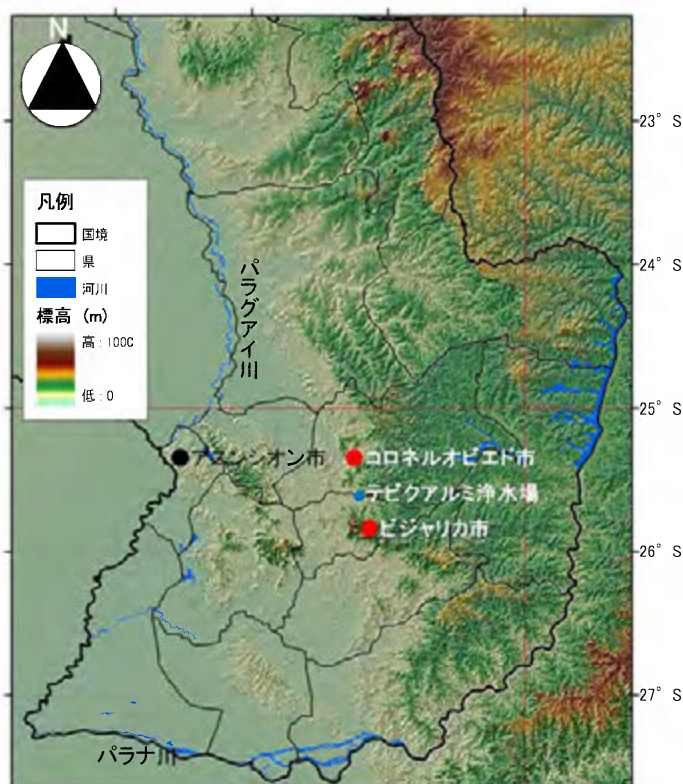 N
23° S
凡例
国境
県
24° S
河川
パラグアイ川
標高 (m)
高 : 1000
低 : 0
25° S
アスンシオン市
コロネルオビエド市
テビクアルミ浄水場
ビジャリカ市
26° S
27° S
パラナ川